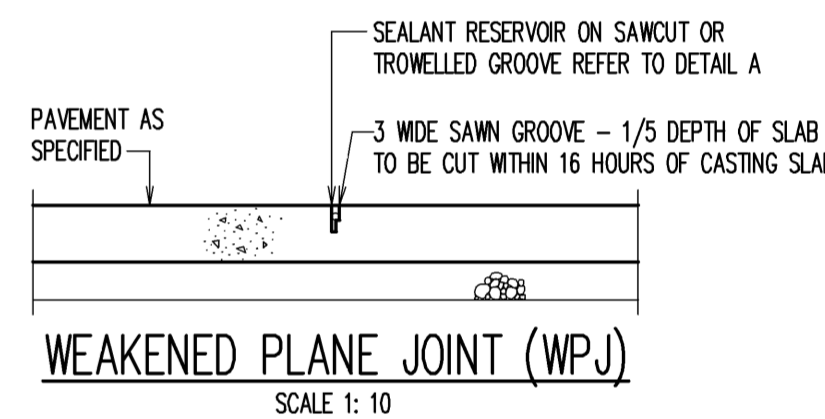 SEALANT RESERVOIR ON SAWCUT OR
TROWELLED GROOVE REFER TO DETAIL A
PAVEMENT AS
SPECIFIED
3 WIDE SAWN GROOVE – 1/5 DEPTH OF SLAB
TO BE CUT WITHIN 16 HOURS OF CASTING
WEAKENED PLANE JOINT (WPJ)
SCALE 1: 10